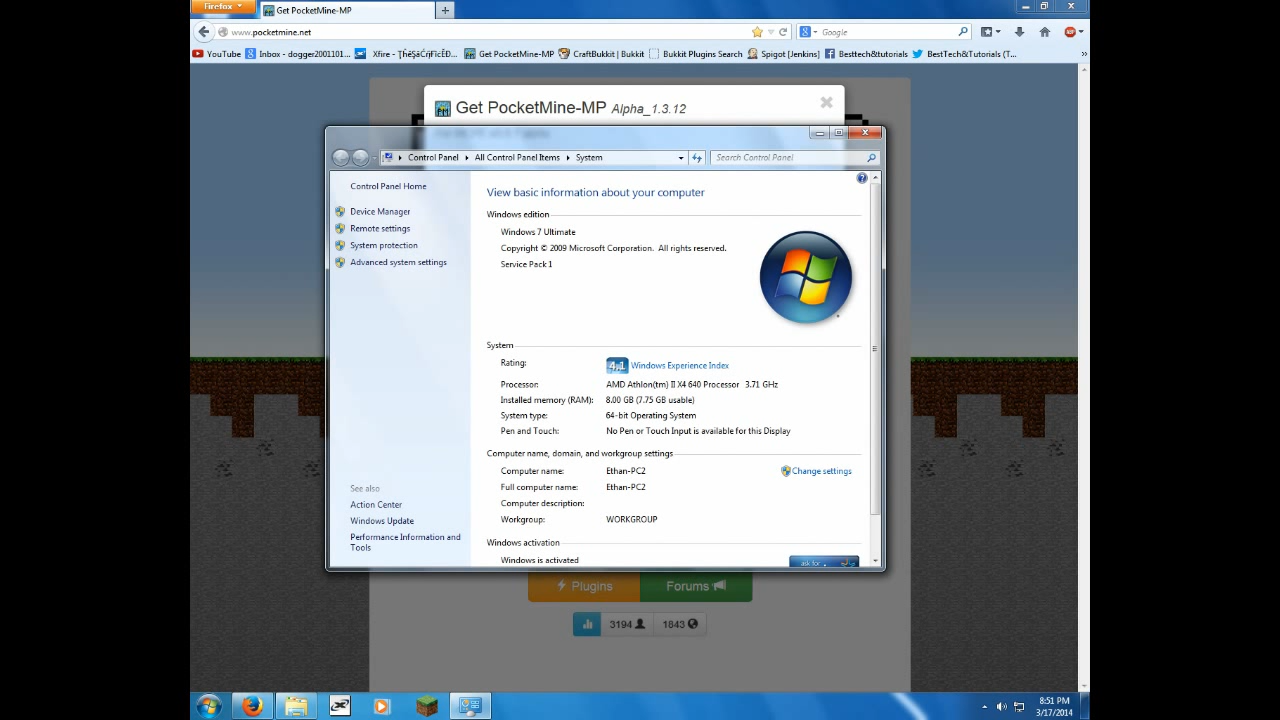 Firefox
Get PocketMine-MP
www.pocketmine.net
Google
YouTube
Inbox - dogger2001101...
Get PocketMine-MP
CraftBukkit | Bukkit
Bukkit Plugins Search
Spigot [Jenkins]
Besttech&tutorials
BestTech&Tutorials (T...
Get PocketMine-MP Alpha_1.3.12
Control Panel
All Control Panel Items
System
Search Control Panel
Control Panel Home
Device Manager
Remote settings
System protection
Advanced system settings
See also
Action Center
Windows Update
Performance Information and
Tools
View basic information about your computer
Windows edition
Windows 7 Ultimate
Copyright © 2009 Microsoft Corporation. All rights reserved.
Service Pack 1
System
Rating: 4,1 Windows Experience Index
Processor: AMD Athlon(tm) II X4 640 Processor 3.71 GHz
Installed memory (RAM): 8.00 GB (7.75 GB usable)
System type: 64-bit Operating System
Pen and Touch: No Pen or Touch Input is available for this Display
Computer name, domain, and workgroup settings
Computer name: Ethan-PC2
Change settings
Full computer name: Ethan-PC2
Computer description:
Workgroup: WORKGROUP
Windows activation
Windows is activated
ask for
Plugins
Forums
3194
1843
8:51 PM
3/17/2014